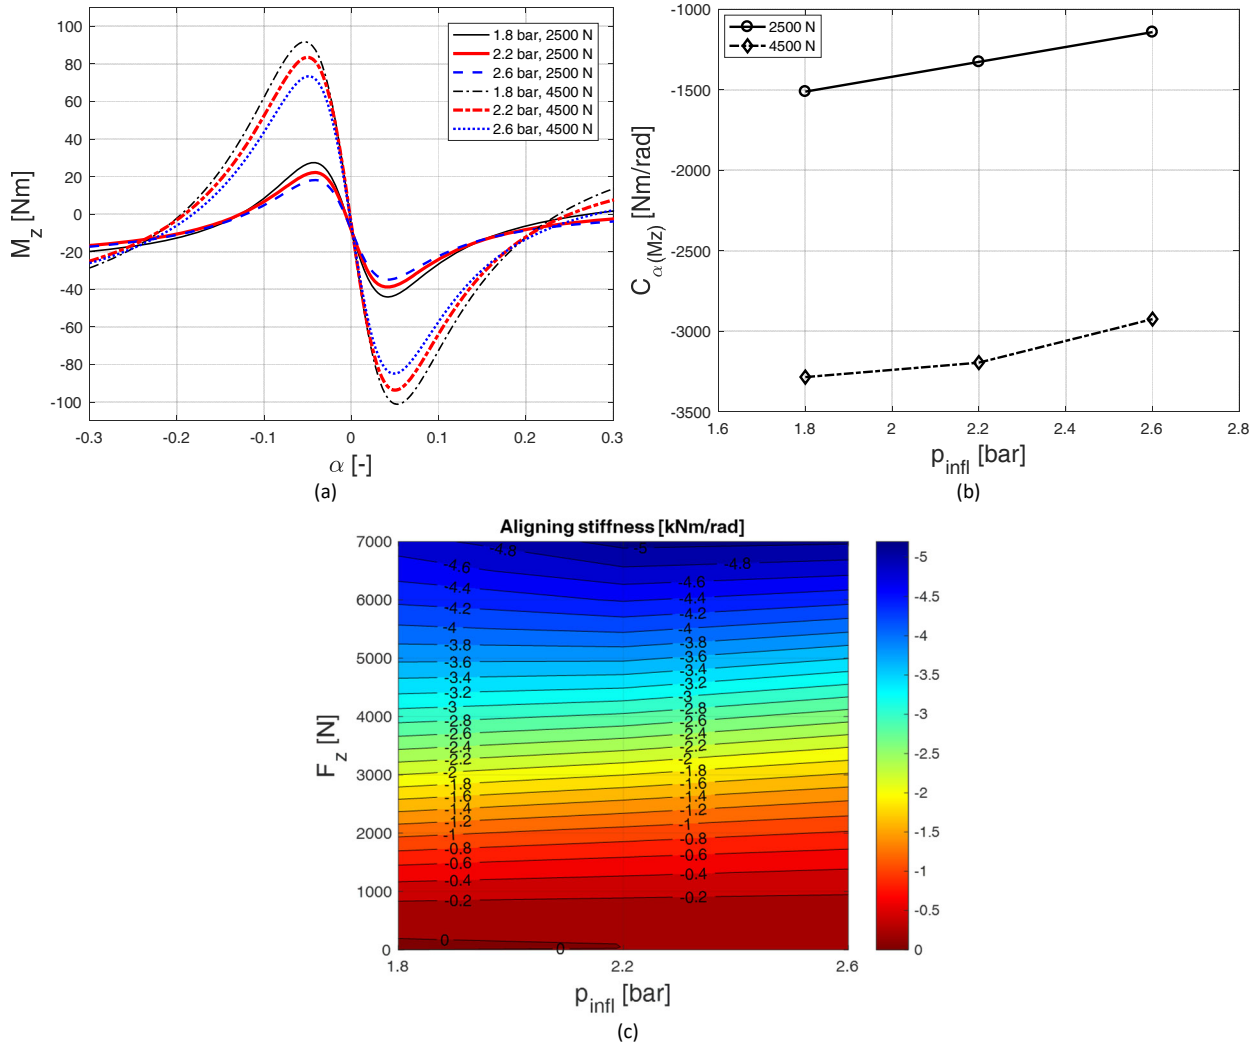 100
80
60
40
20
0
-20
-40
-60
-80
-100
M_z [Nm]
1.8 bar, 2500 N
2.2 bar, 2500 N
2.6 bar, 2500 N
1.8 bar, 4500 N
2.2 bar, 4500 N
2.6 bar, 4500 N
-0.3 -0.2 -0.1 0 0.1 0.2 0.3
α [-]
(a)
-1000
-1500
-2000
-2500
-3000
-3500
C_α(Mz) [Nm/rad]
2500 N
4500 N
1.6 1.8 2 2.2 2.4 2.6 2.8
p_infl [bar]
(b)
Aligning stiffness [kNm/rad]
7000
6000
5000
4000
3000
2000
1000
0
F_z [N]
-4.8 -5
-4.6 -4.8
-4.4 -4.6
-4.2 -4.4
-4 -4.2
-3.8 -4
-3.6 -3.8
-3.4 -3.6
-3.2 -3.4
-3 -3.2
-2.8 -3
-2.6 -2.8
-2.4 -2.6
-2.2 -2.4
-2 -2.2
-1.8 -2
-1.6 -1.8
-1.4 -1.6
-1.2 -1.4
-1 -1.2
-0.8 -1
-0.6 -0.8
-0.4 -0.6
-0.2 -0.4
0 -0.2
0
1.8 2.2 2.6
p_infl [bar]
-5
-4.5
-4
-3.5
-3
-2.5
-2
-1.5
-1
-0.5
0
(c)